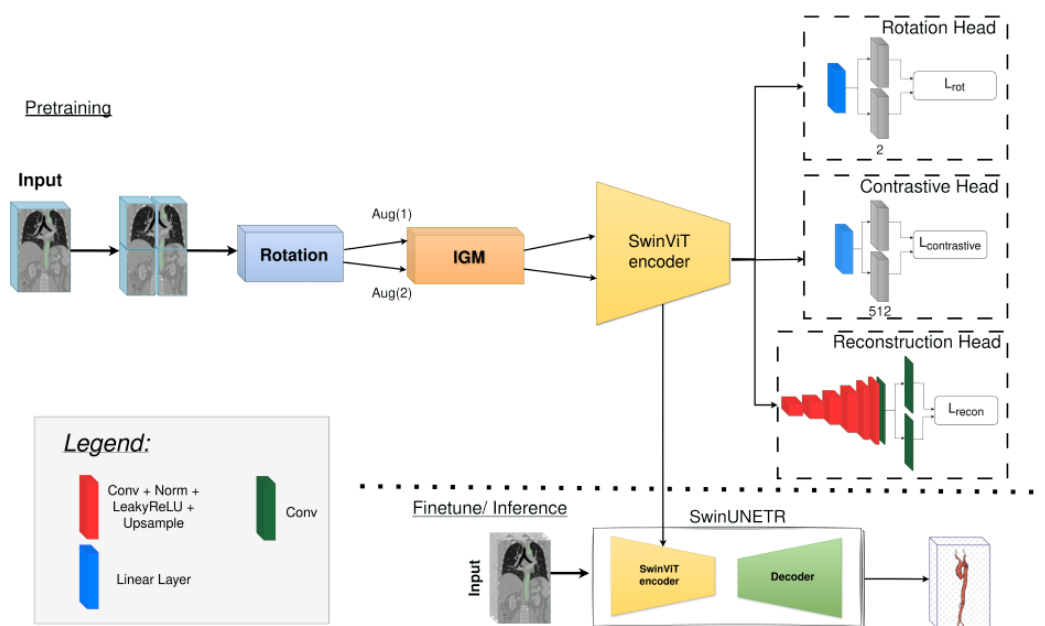 Pretraining
Input
Rotation
Aug(1)
Aug(2)
IGM
SwinViT
encoder
Rotation Head
Lrot
2
Contrastive Head
Lcontrastive
512
Reconstruction Head
Lrecon
Legend:
Conv + Norm +
LeakyReLU +
Upsample
Conv
Linear Layer
Finetune/ Inference
SwinUNETR
Input
SwinViT
encoder
Decoder